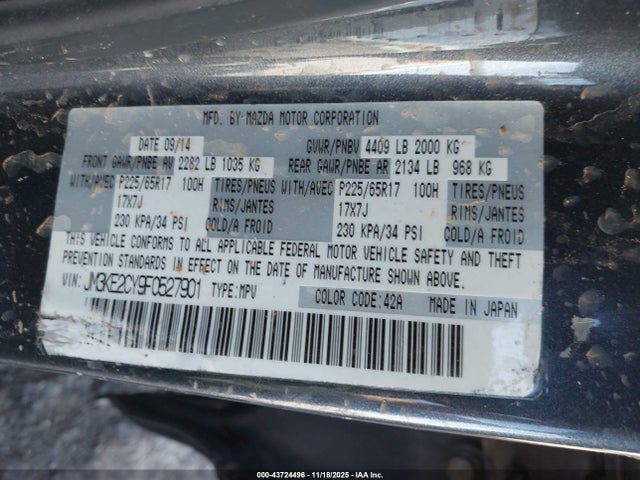 MFD. BY MAZDA MOTOR CORPORATION
DATE 09/14 GVWR/PNBV 4409 LB 2000 KG
FRONT GAWR/PNBE AV 2282 LB 1035 KG REAR GAWR/PNBE AR 2134 LB 968 KG
WITH/AVEC P225/65R17 100H TIRES/PNEUS WITH/AVEC P225/65R17 100H TIRES/PNEUS
17X7J RIMS/JANTES 17X7J RIMS/JANTES
230 KPA/34 PSI COLD/A FROID 230 KPA/34 PSI COLD/A FROID
THIS VEHICLE CONFORMS TO ALL APPLICABLE FEDERAL MOTOR VEHICLE SAFETY AND THEFT
PREVENTION STANDARDS IN EFFECT ON THE DATE OF MANUFACTURE SHOWN ABOVE.
VIN: JM3KE2CY9F0527901 TYPE: MPV COLOR CODE: 42A MADE IN JAPAN
000-43724496 - 11/18/2025 - IAA Inc.